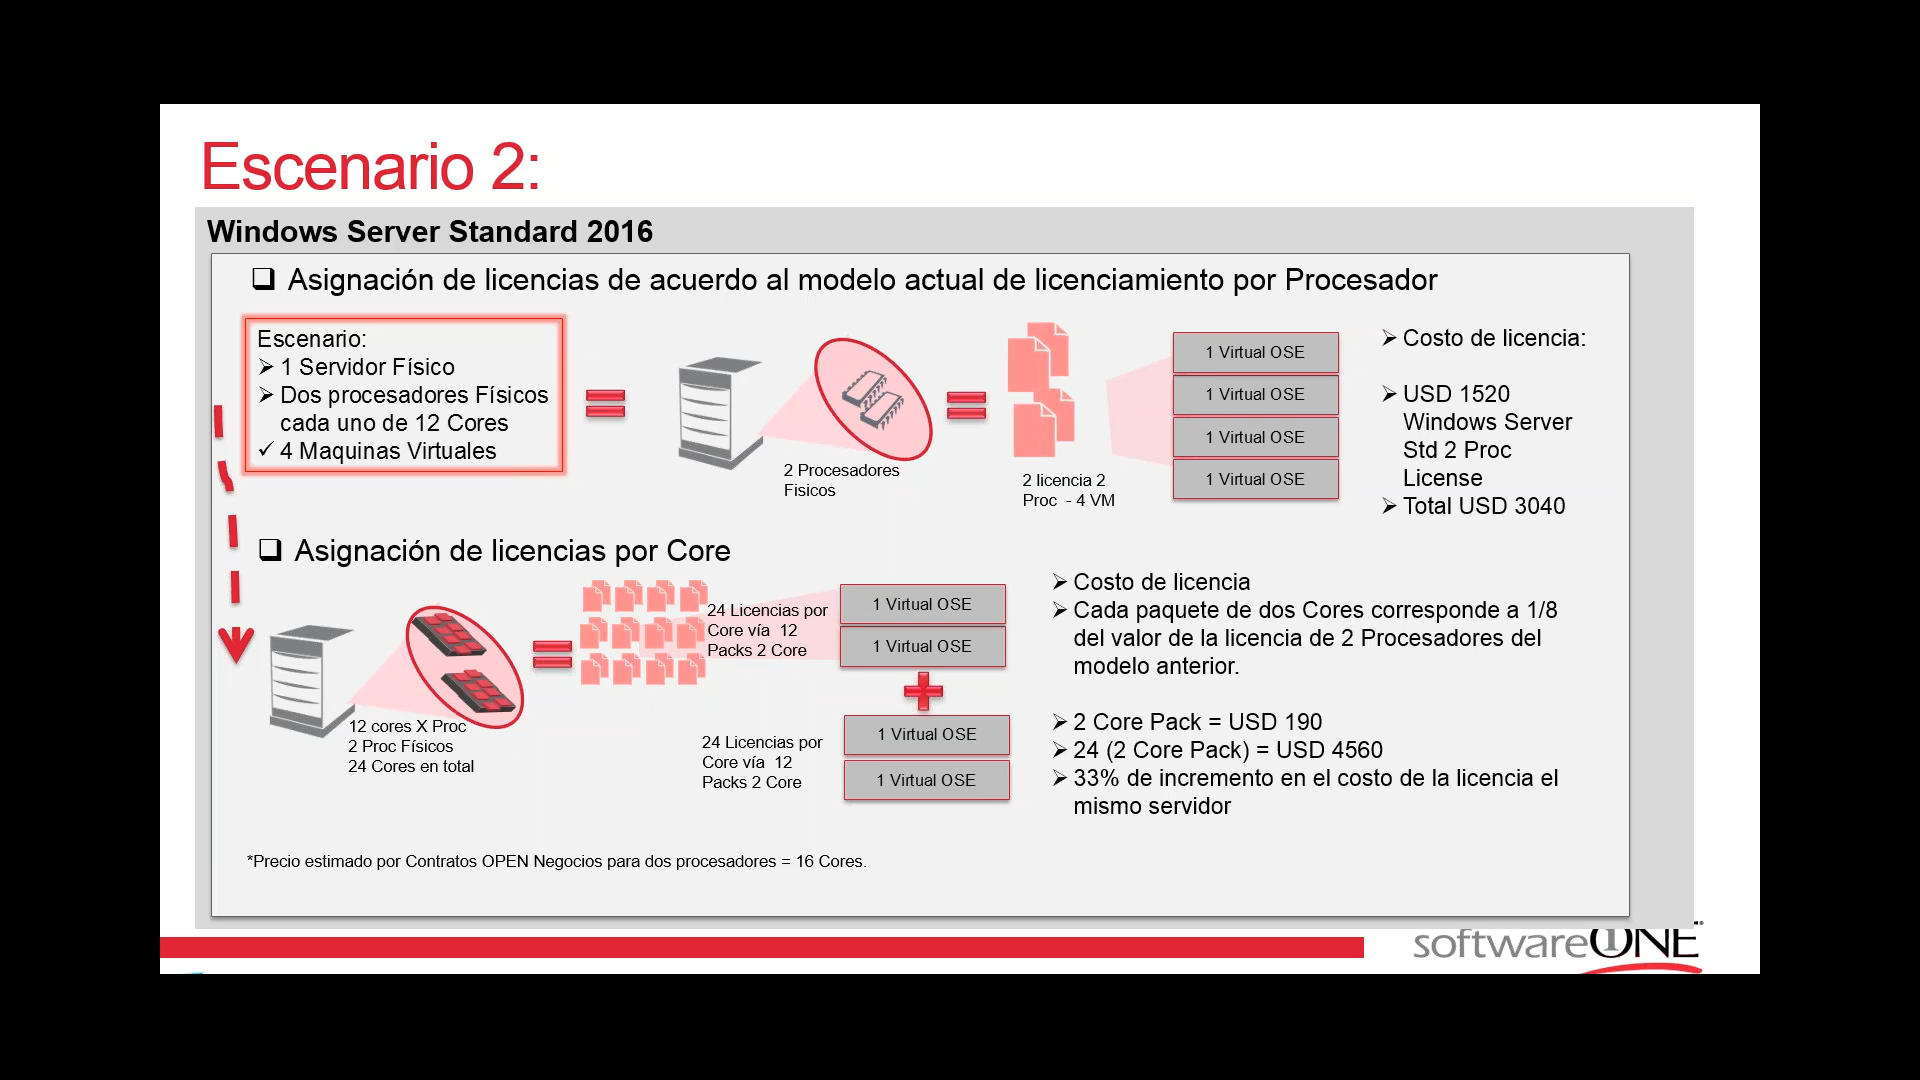 Escenario 2:
Windows Server Standard 2016
❑ Asignación de licencias de acuerdo al modelo actual de licenciamiento por Procesador
Escenario:
➢ 1 Servidor Físico
➢ Dos procesadores Físicos
cada uno de 12 Cores
✓ 4 Maquinas Virtuales
2 Procesadores
Fisicos
2 licencia 2
Proc - 4 VM
1 Virtual OSE
1 Virtual OSE
1 Virtual OSE
1 Virtual OSE
➢ Costo de licencia:
➢ USD 1520
Windows Server
Std 2 Proc
License
➢ Total USD 3040
❑ Asignación de licencias por Core
12 cores X Proc
2 Proc Físicos
24 Cores en total
24 Licencias por
Core vía 12
Packs 2 Core
1 Virtual OSE
1 Virtual OSE
24 Licencias por
Core vía 12
Packs 2 Core
1 Virtual OSE
1 Virtual OSE
➢ Costo de licencia
➢ Cada paquete de dos Cores corresponde a 1/8
del valor de la licencia de 2 Procesadores del
modelo anterior.
➢ 2 Core Pack = USD 190
➢ 24 (2 Core Pack) = USD 4560
➢ 33% de incremento en el costo de la licencia el
mismo servidor
*Precio estimado por Contratos OPEN Negocios para dos procesadores = 16 Cores.
softwareONE